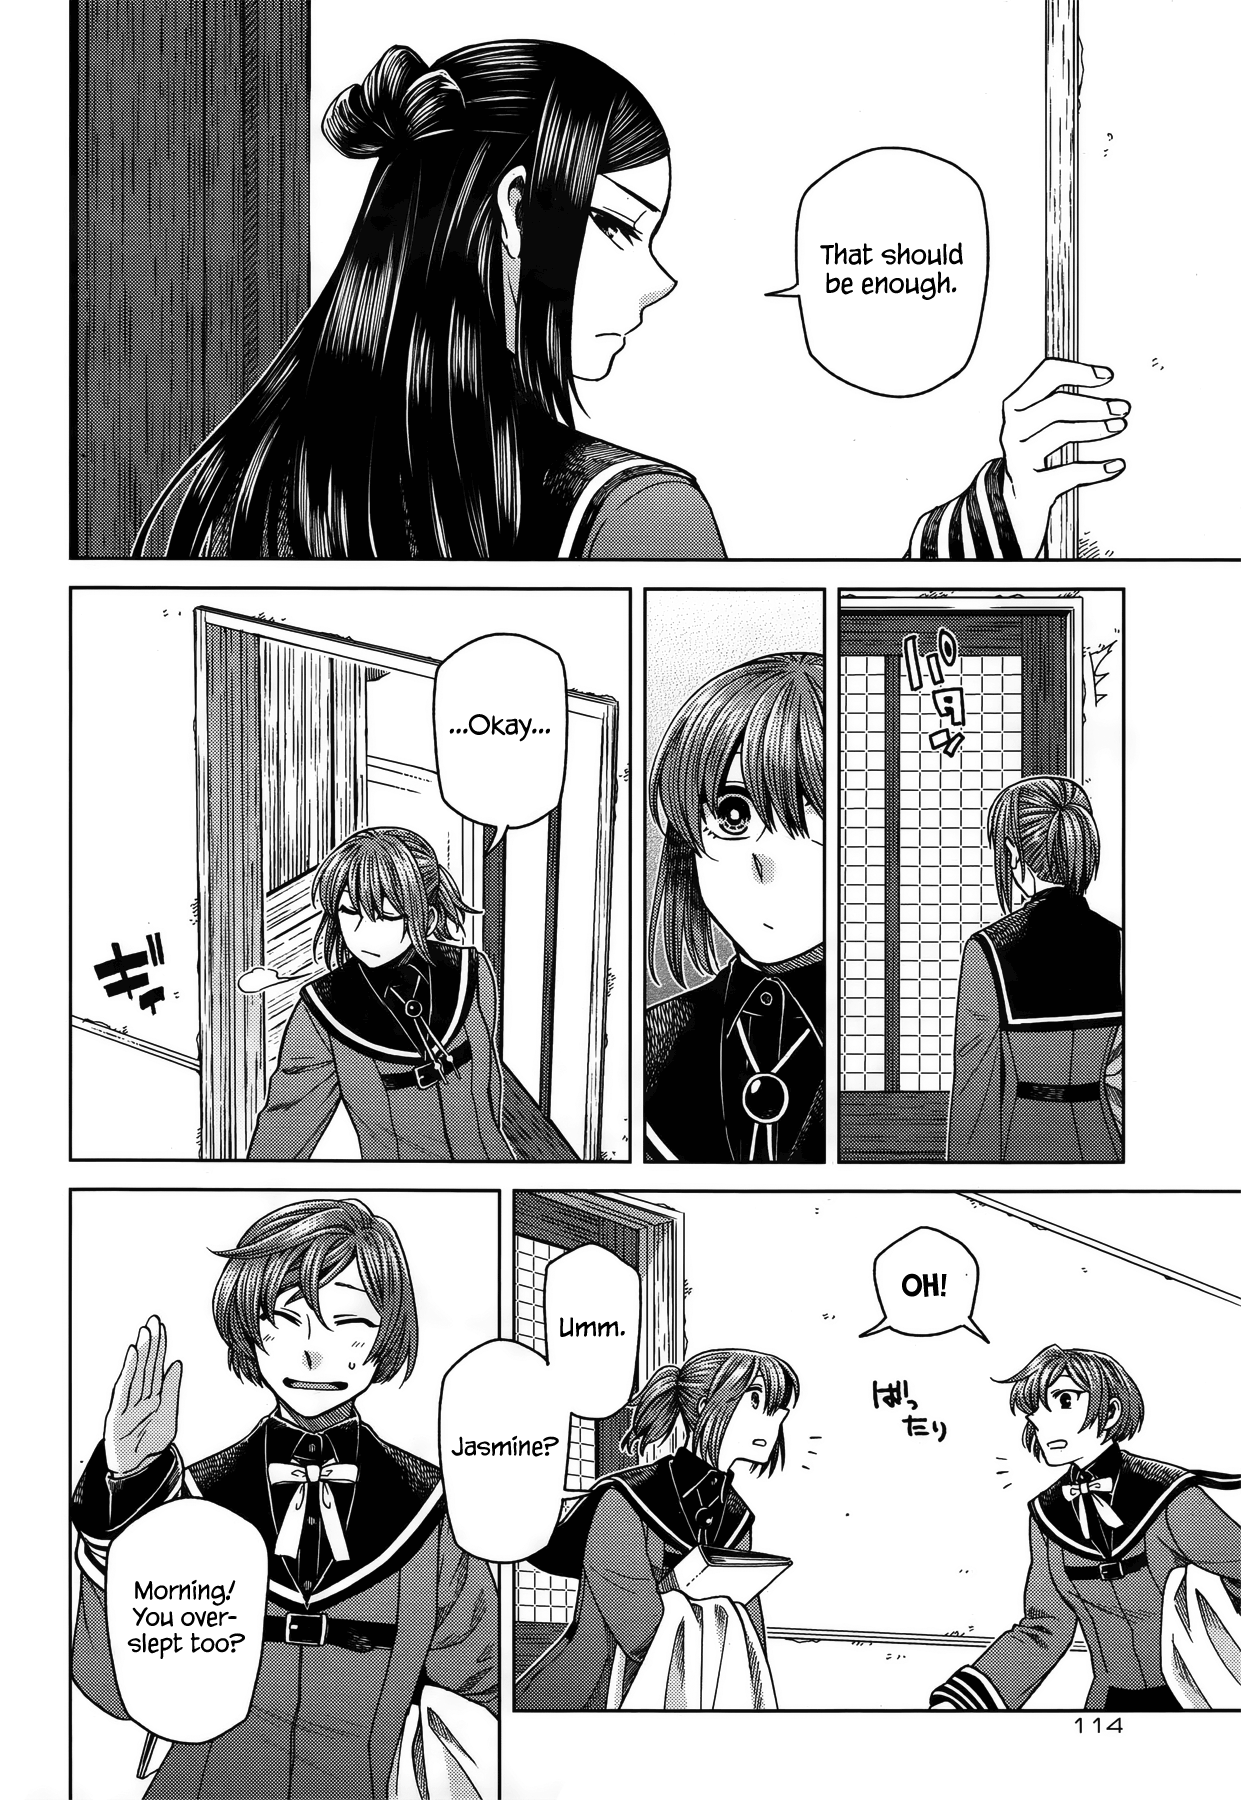 That should
be enough.
パタン
...Okay...
ギィ
OH!
ばっ
たり
Umm.
Jasmine?
Morning!
You over-
slept too?
114